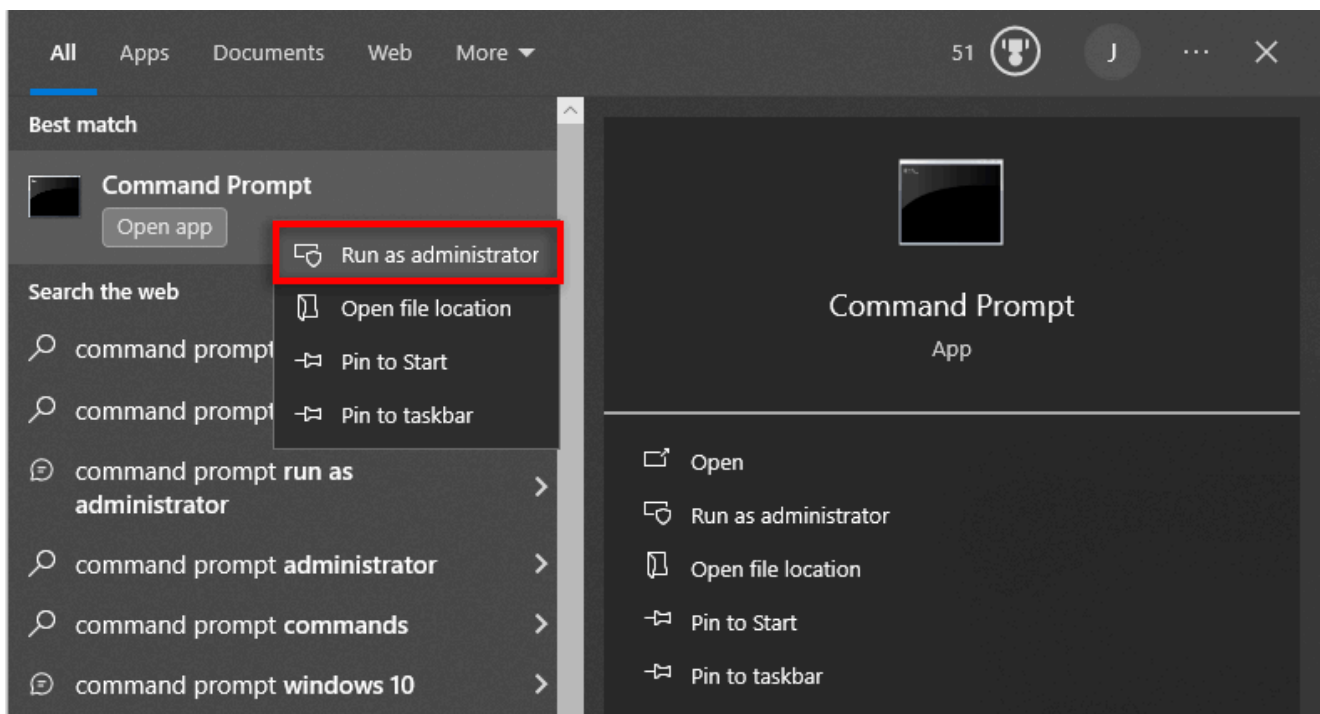 All Apps Documents Web More 51 J ...
Best match
Command Prompt
Open app
Run as administrator
Open file location
Pin to Start
Pin to taskbar
Search the web
command prompt
command prompt
command prompt run as
administrator
command prompt administrator
command prompt commands
command prompt windows 10
Command Prompt
App
Open
Run as administrator
Open file location
Pin to Start
Pin to taskbar